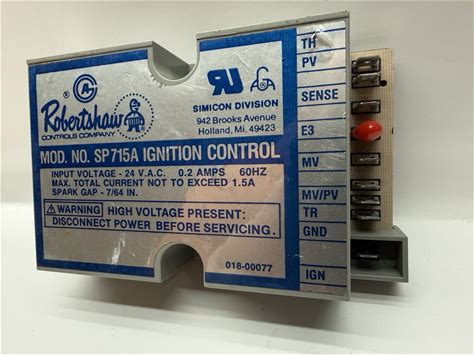 Robertshaw
CONTROLS COMPANY
SIMICON DIVISION
942 Brooks Avenue
Holland, Mi. 49423
MOD. NO. SP715A IGNITION CONTROL
INPUT VOLTAGE - 24 V.A.C. 0.2 AMPS 60HZ
MAX. TOTAL CURRENT NOT TO EXCEED 1.5A
SPARK GAP - 7/64 IN.
WARNING HIGH VOLTAGE PRESENT:
DISCONNECT POWER BEFORE SERVICING.
018-00077
TH
PV
SENSE
E3
MV
MV/PV
TR
GND
IGN